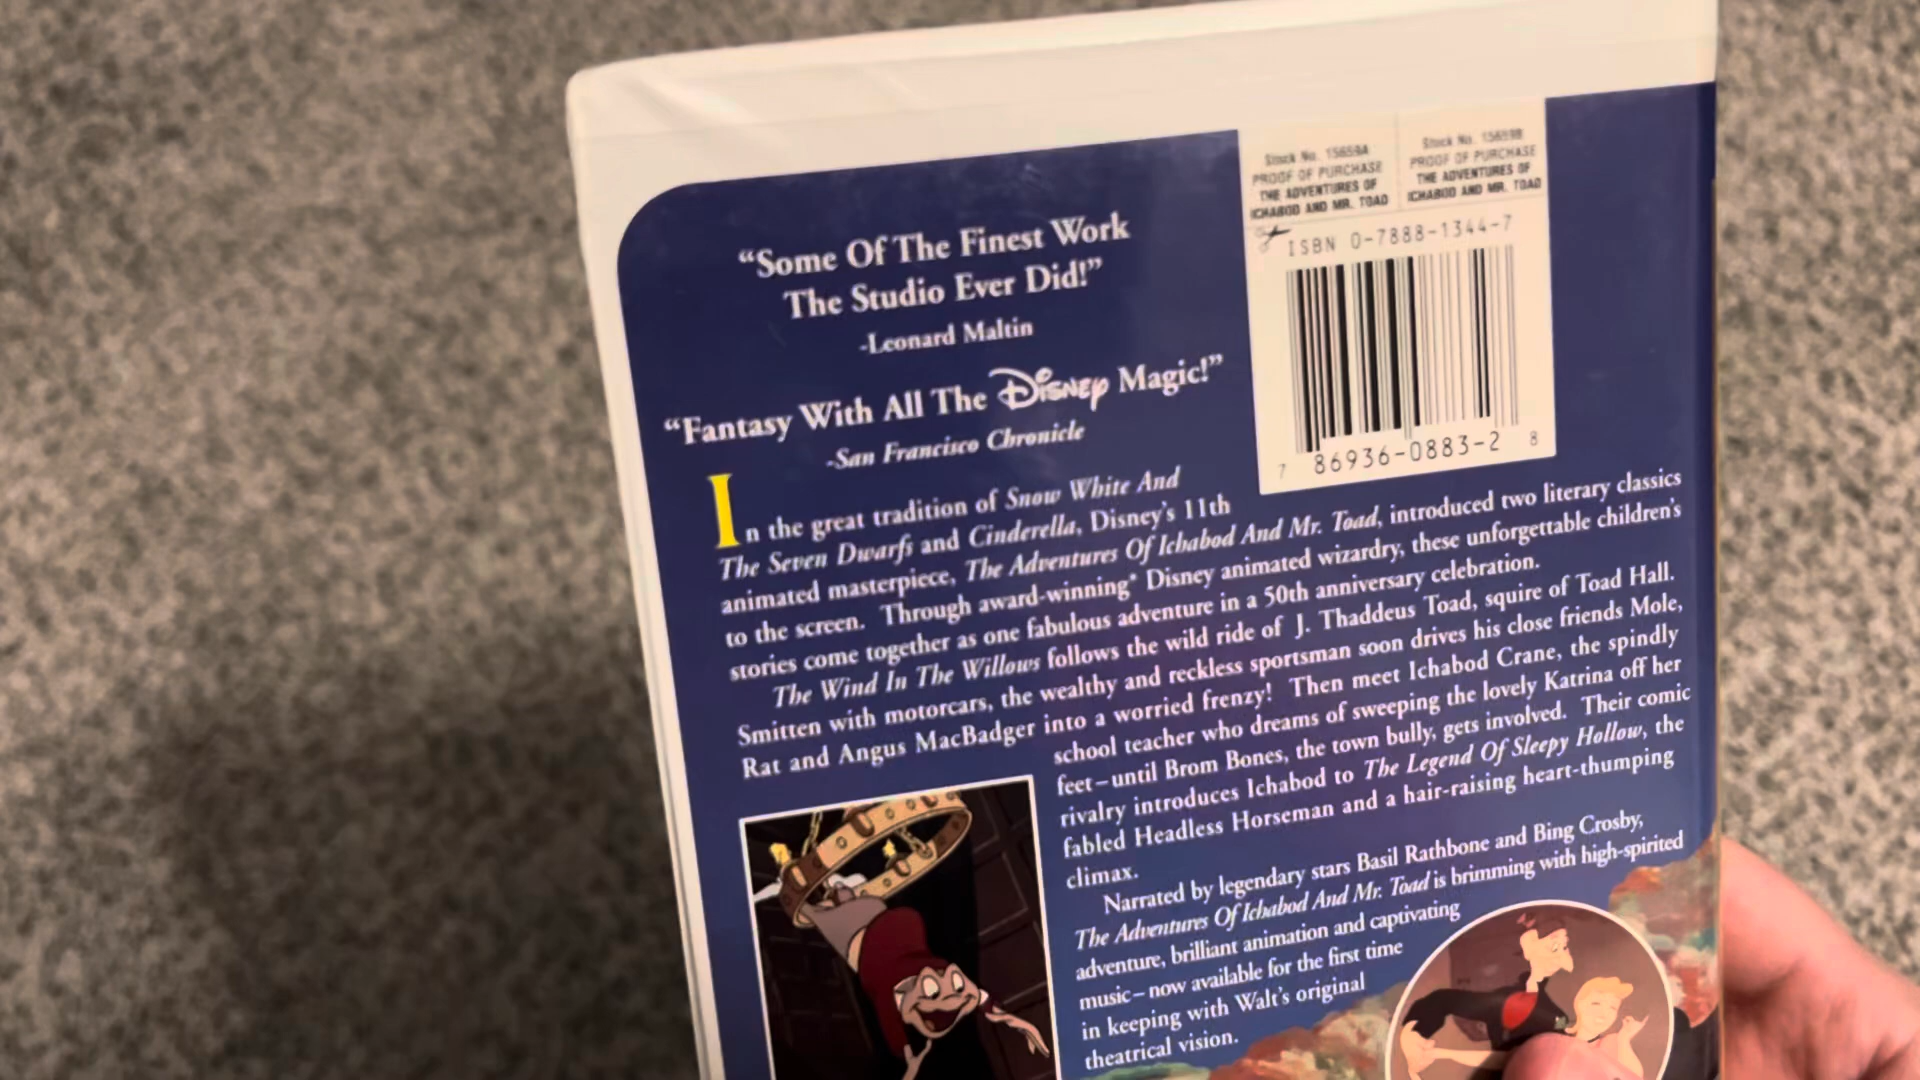 Stock No. 15659A
PROOF OF PURCHASE
THE ADVENTURES OF
ICHABOD AND MR. TOAD
Stock No. 15659B
PROOF OF PURCHASE
THE ADVENTURES OF
ICHABOD AND MR. TOAD
ISBN 0-7888-1344-7
7 86936-0883-2 8
“Some Of The Finest Work
The Studio Ever Did!”
-Leonard Maltin
“Fantasy With All The Disney Magic!”
-San Francisco Chronicle
In the great tradition of Snow White And
The Seven Dwarfs and Cinderella, Disney's 11th
animated masterpiece, The Adventures Of Ichabod And Mr. Toad, introduced two literary classics
to the screen. Through award-winning* Disney animated wizardry, these unforgettable children's
stories come together as one fabulous adventure in a 50th anniversary celebration.
The Wind In The Willows follows the wild ride of J. Thaddeus Toad, squire of Toad Hall.
Smitten with motorcars, the wealthy and reckless sportsman soon drives his close friends Mole,
Rat and Angus MacBadger into a worried frenzy! Then meet Ichabod Crane, the spindly
school teacher who dreams of sweeping the lovely Katrina off her
feet–until Brom Bones, the town bully, gets involved. Their comic
rivalry introduces Ichabod to The Legend Of Sleepy Hollow, the
fabled Headless Horseman and a hair-raising heart-thumping
climax.
Narrated by legendary stars Basil Rathbone and Bing Crosby,
The Adventures Of Ichabod And Mr. Toad is brimming with high-spirited
adventure, brilliant animation and captivating
music–now available for the first time
in keeping with Walt's original
theatrical vision.